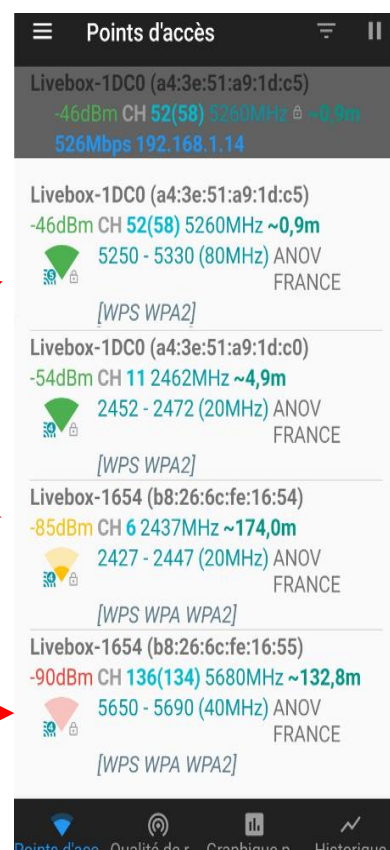 Points d'accès
Livebox-1DC0 (a4:3e:51:a9:1d:c5)
-46dBm CH 52(58) 5260MHz ~0,9m
526Mbps 192.168.1.14
Livebox-1DC0 (a4:3e:51:a9:1d:c5)
-46dBm CH 52(58) 5260MHz ~0,9m
5 5250 - 5330 (80MHz) ANOV
FRANCE
[WPS WPA2]
Livebox-1DC0 (a4:3e:51:a9:1d:c0)
-54dBm CH 11 2462MHz ~4,9m
4 2452 - 2472 (20MHz) ANOV
FRANCE
[WPS WPA2]
Livebox-1654 (b8:26:6c:fe:16:54)
-85dBm CH 6 2437MHz ~174,0m
4 2427 - 2447 (20MHz) ANOV
FRANCE
[WPS WPA WPA2]
Livebox-1654 (b8:26:6c:fe:16:55)
-90dBm CH 136(134) 5680MHz ~132,8m
4 5650 - 5690 (40MHz) ANOV
FRANCE
[WPS WPA WPA2]
Points d'acc Qualité de r Graphique p Historique